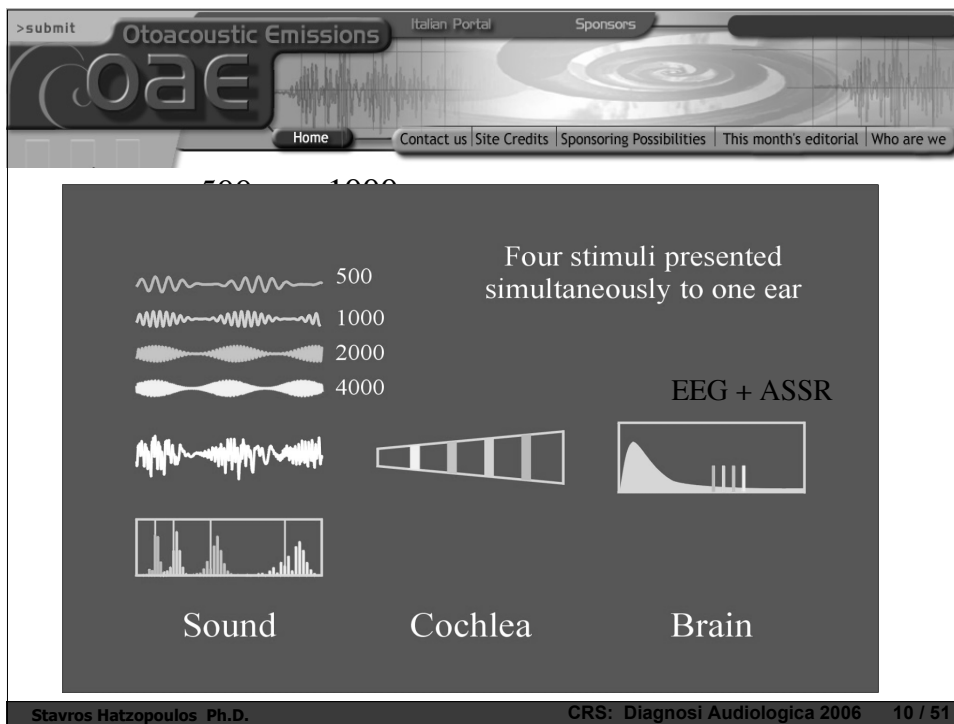 >submit
Otoacoustic Emissions
Italian Portal
Sponsors
OAE
Home
Contact us
Site Credits
Sponsoring Possibilities
This month's editorial
Who are we
500
1000
Four stimuli presented
simultaneously to one ear
500
1000
2000
4000
EEG + ASSR
Sound
Cochlea
Brain
Stavros Hatzopoulos Ph.D.
CRS: Diagnosi Audiologica 2006
10 / 51